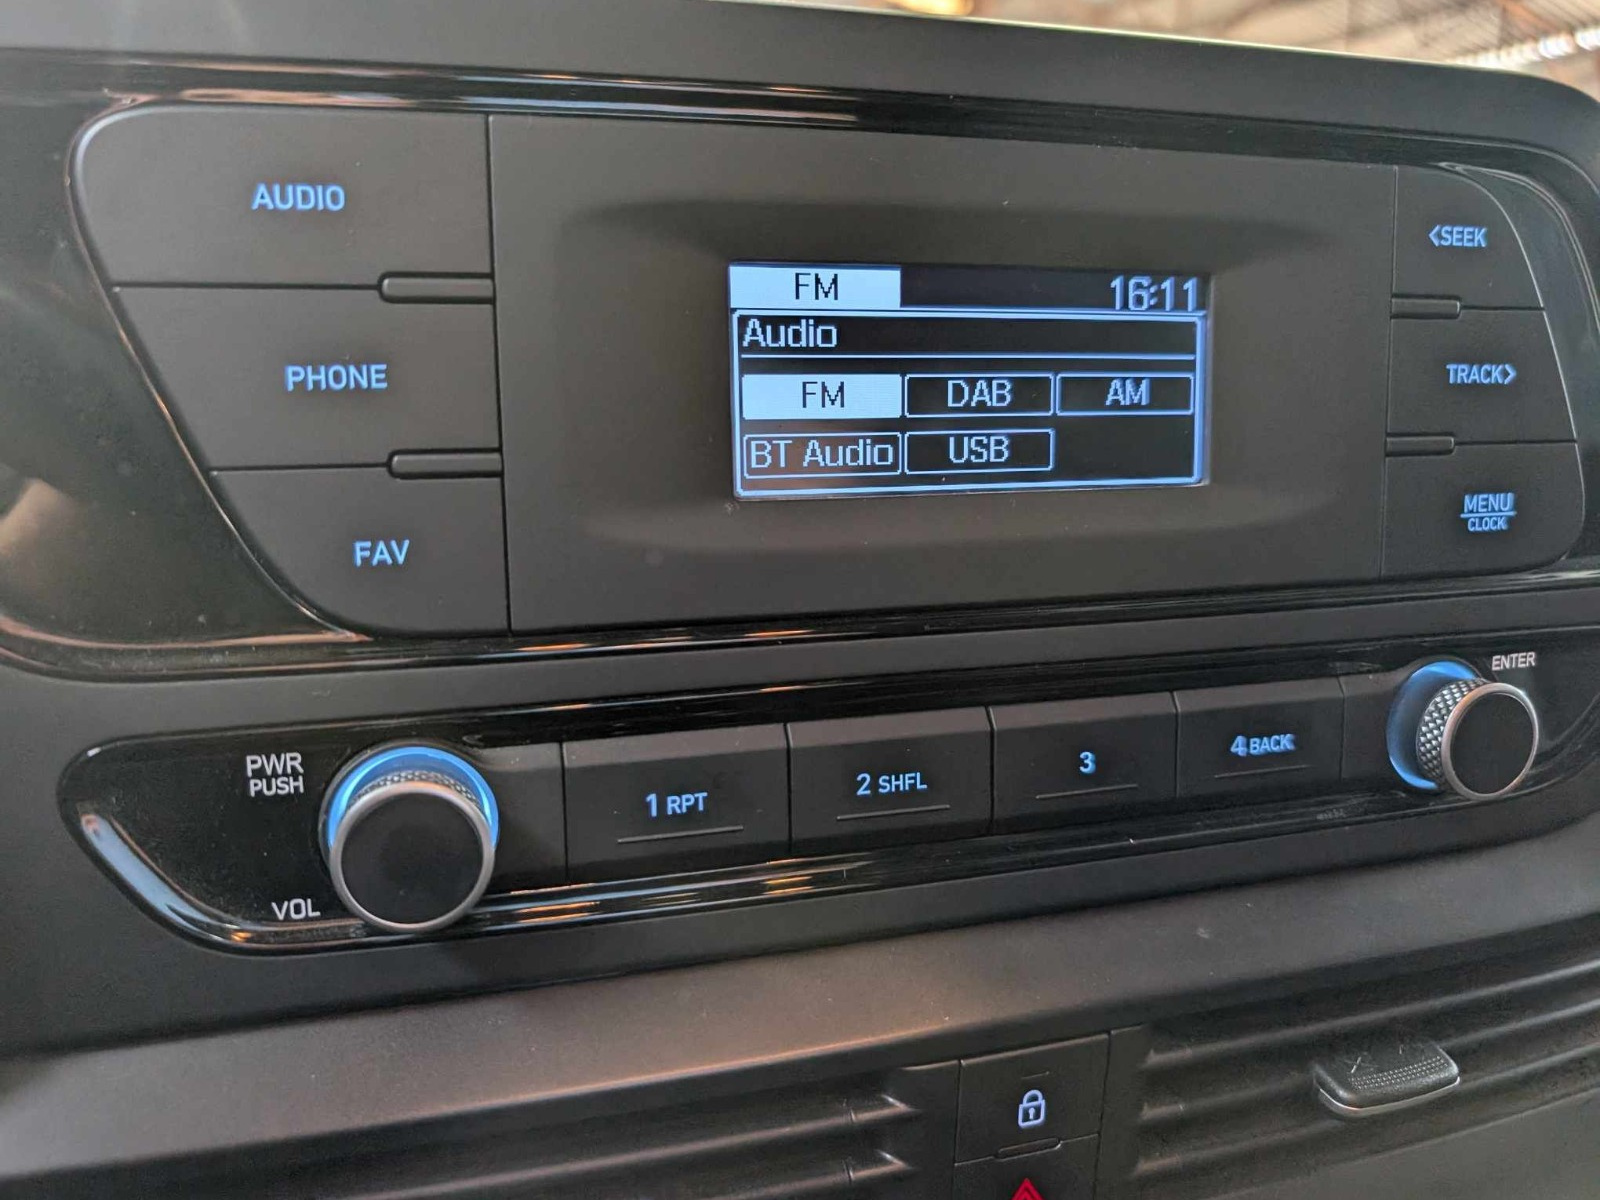 AUDIO
PHONE
FAV
FM 16:11
Audio
FM DAB AM
BT Audio USB
<SEEK
TRACK>
MENU
CLOCK
PWR
PUSH
VOL
1 RPT
2 SHFL
3
4 BACK
ENTER